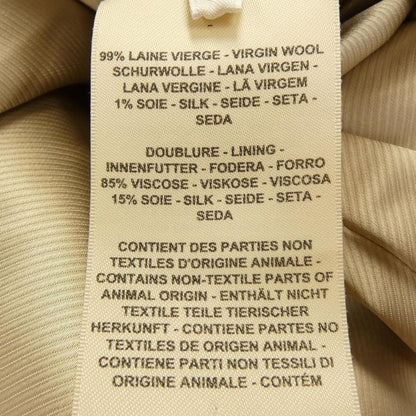 99% LAINE VIERGE - VIRGIN WOOL
SCHURWOLLE - LANA VIRGEN -
LANA VERGINE - LÃ VIRGEM
1% SOIE - SILK - SEIDE - SETA -
SEDA
DOUBLURE - LINING -
INNENFUTTER - FODERA - FORRO
85% VISCOSE - VISKOSE - VISCOSA
15% SOIE - SILK - SEIDE - SETA -
SEDA
CONTIENT DES PARTIES NON
TEXTILES D'ORIGINE ANIMALE -
CONTAINS NON-TEXTILE PARTS OF
ANIMAL ORIGIN - ENTHÄLT NICHT
TEXTILE TEILE TIERISCHER
HERKUNFT - CONTIENE PARTES NO
TEXTILES DE ORIGEN ANIMAL -
CONTIENE PARTI NON TESSILI DI
ORIGINE ANIMALE - CONTÉM